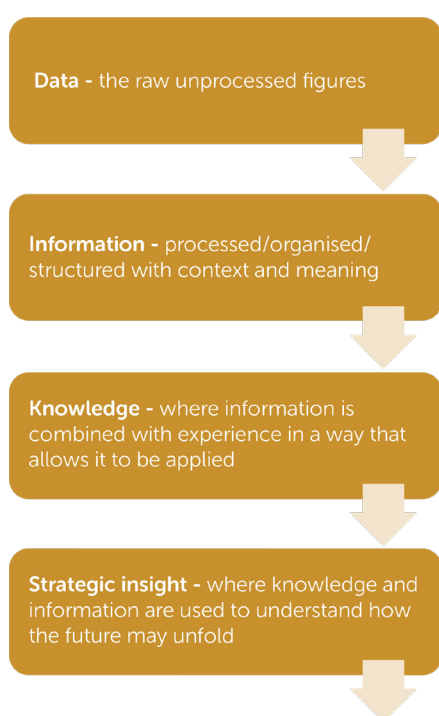 Data - the raw unprocessed figures
Information - processed/organised/
structured with context and meaning
Knowledge - where information is
combined with experience in a way that
allows it to be applied
Strategic insight - where knowledge and
information are used to understand how
the future may unfold